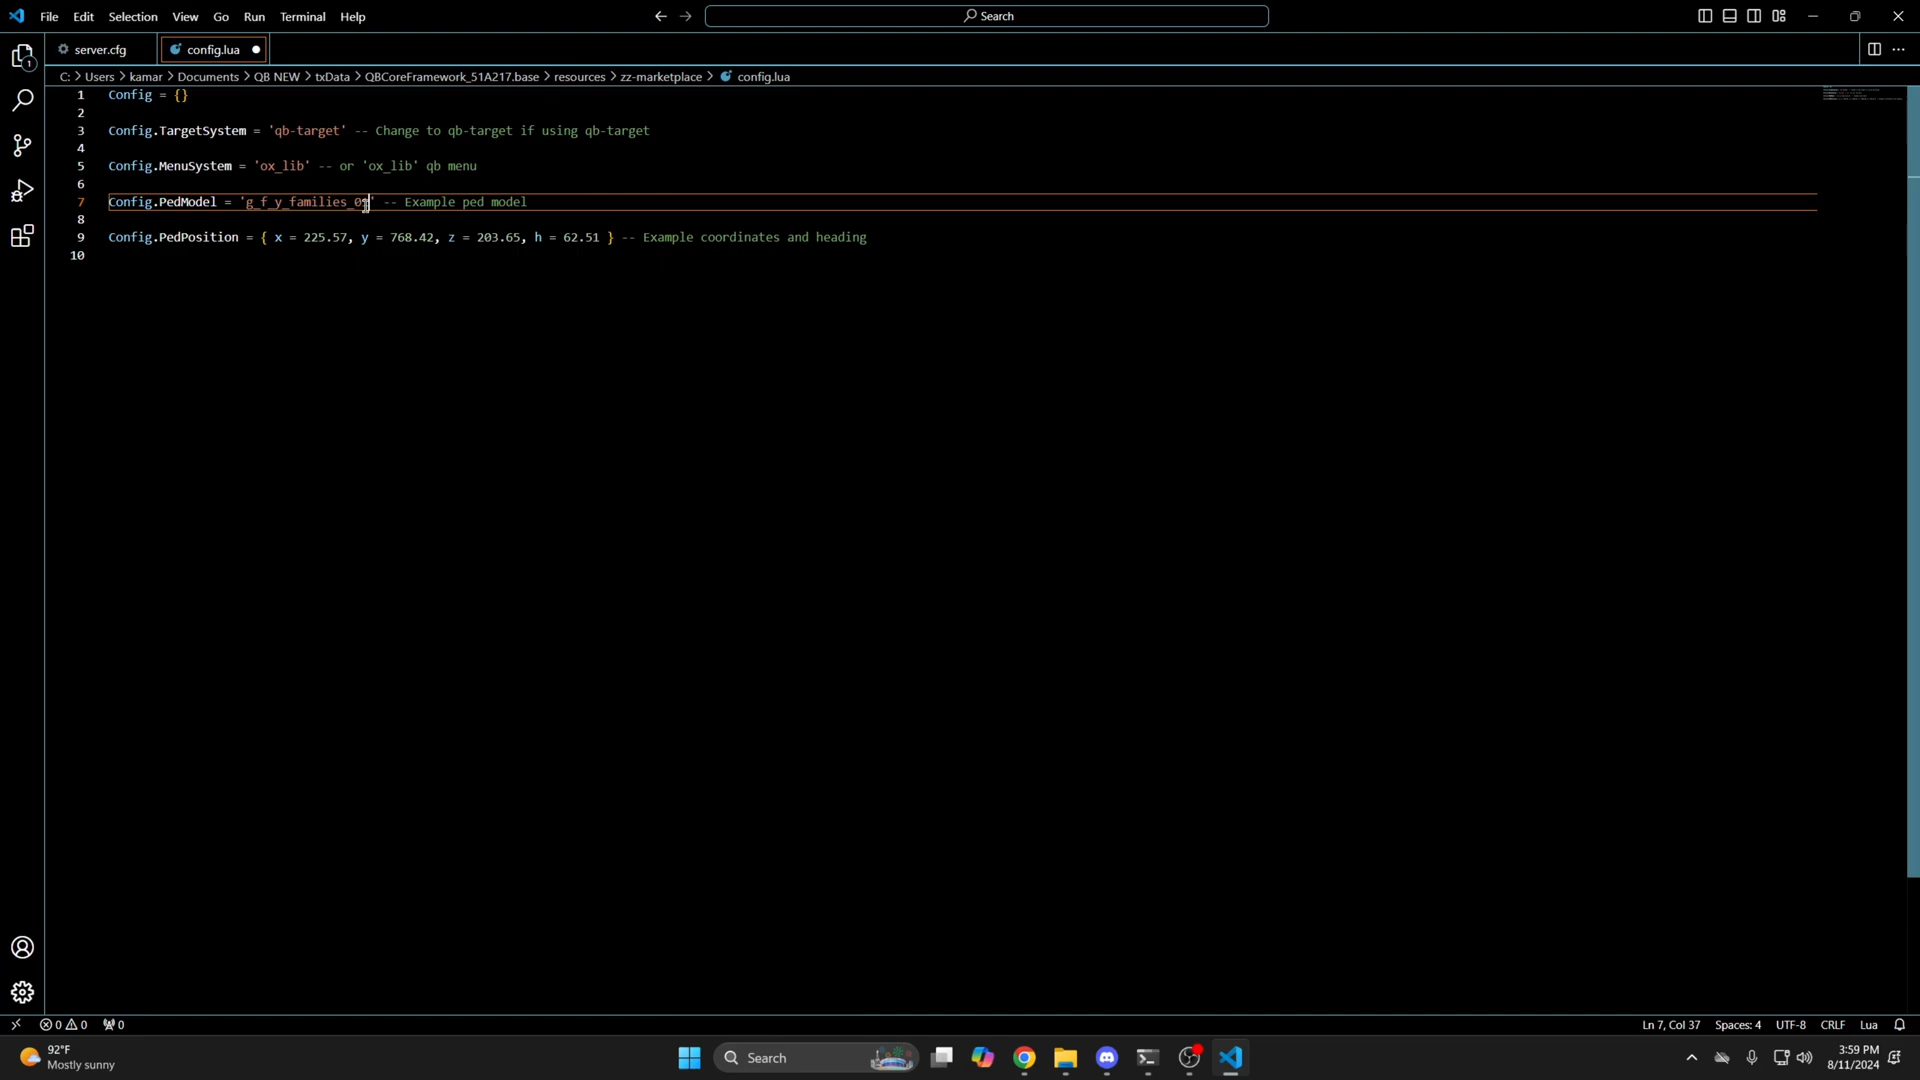 File Edit Selection View Go Run Terminal Help
Search
server.cfg config.lua
1
C: > Users > kamar > Documents > QB NEW > txData > QBCoreFramework_51A217.base > resources > zz-marketplace > config.lua
1 Config = {}
2
3 Config.TargetSystem = 'qb-target' -- Change to qb-target if using qb-target
4
5 Config.MenuSystem = 'ox_lib' -- or 'ox_lib' qb menu
6
7 Config.PedModel = -- Example ped model
8
9 Config.PedPosition = { x = 225.57, y = 768.42, z = 203.65, h = 62.51 } -- Example coordinates and heading
10
0 0 0
Ln 7, Col 37 Spaces: 4 UTF-8 CRLF Lua
92°F
Mostly sunny
Search
3:59 PM
8/11/2024